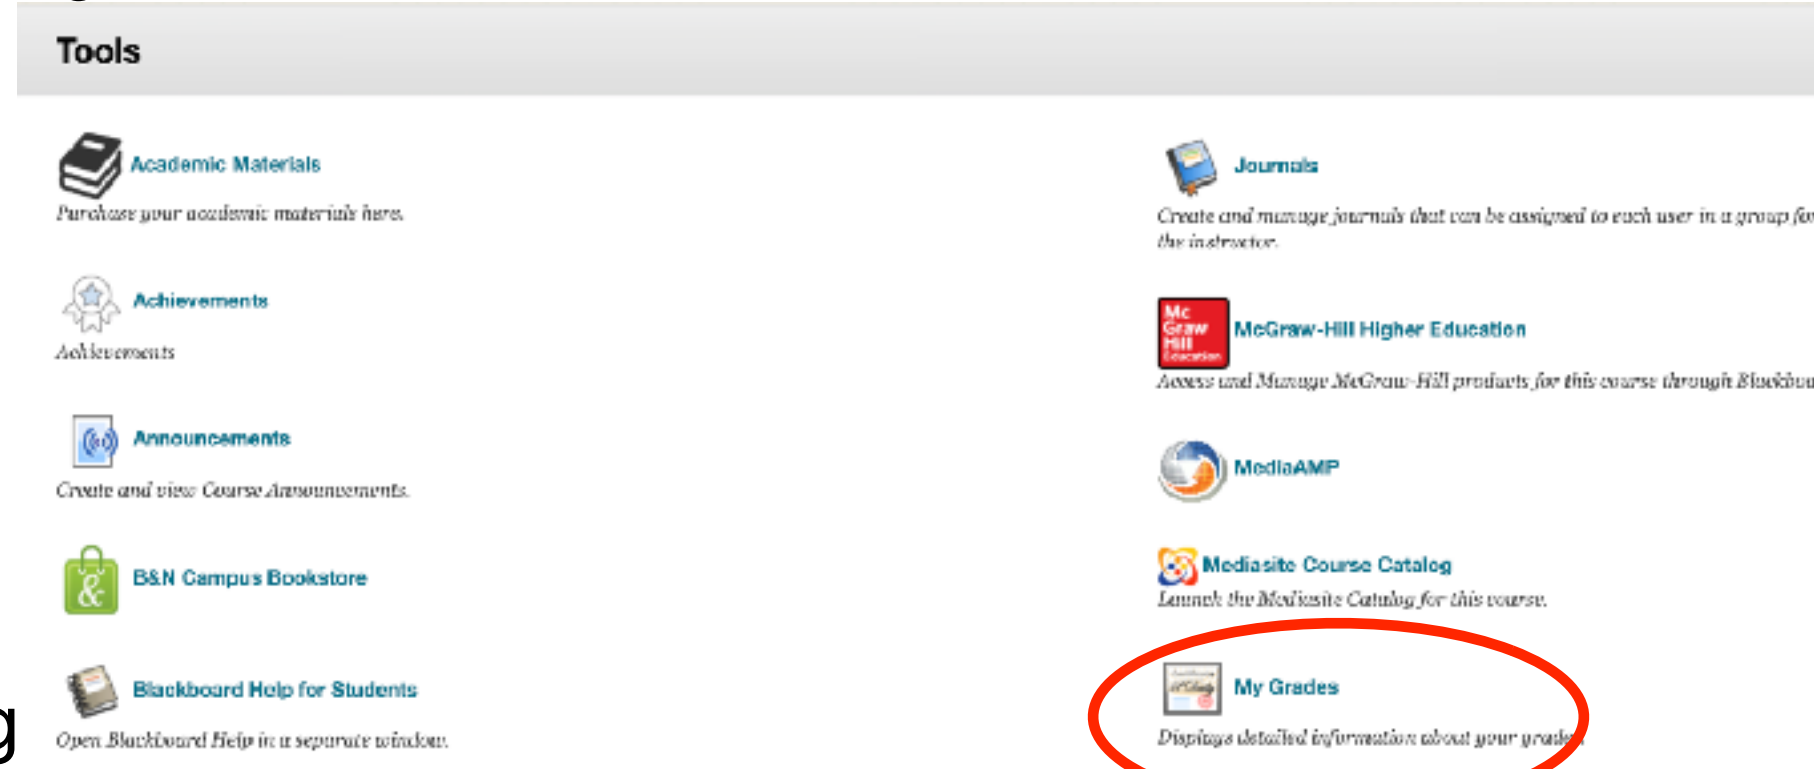 Tools
Academic Materials
Purchase your academic materials here.
Achievements
Achievements
Announcements
Create and view Course Announcements.
&
B&N Campus Bookstore
Blackboard Help for Students
g
Open Blackboard Help in a separate window.
Journals
Create and manage journals that can be assigned to each user in a group for
the instructor.
Mc
Graw
Hill
Education
McGraw-Hill Higher Education
Access and Manage McGraw-Hill products for this course through
MediaAMP
Mediasite Course Catalog
Launch the Mediasite Catalog for this course.
My Grades
Displays detailed information about your